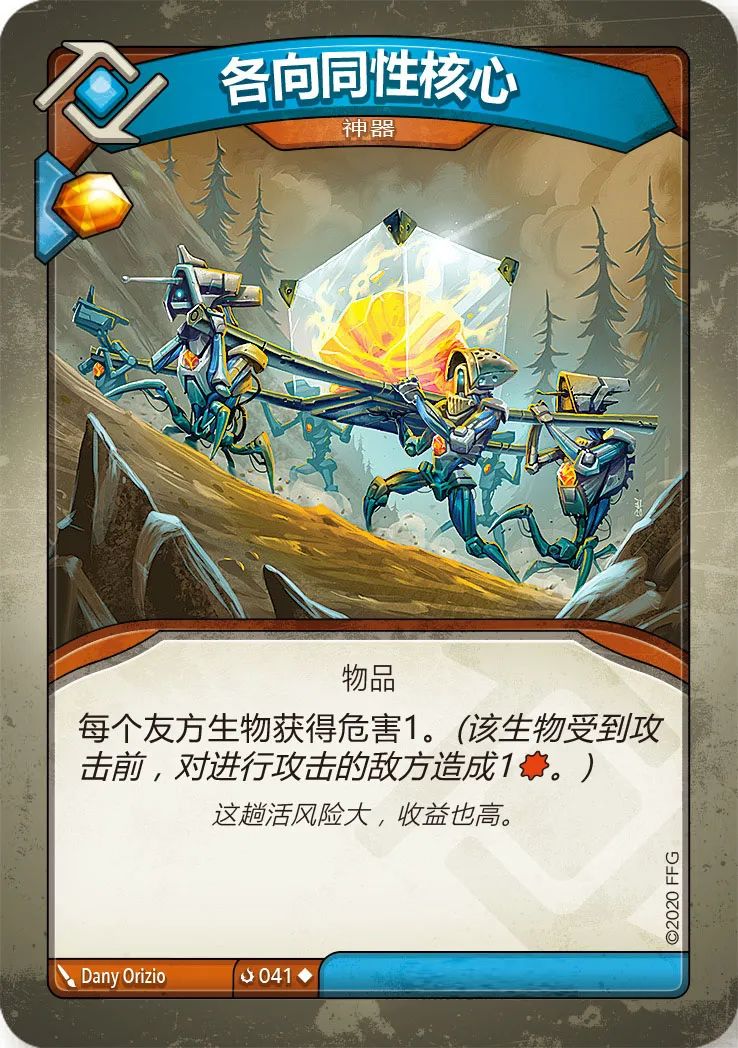 各向同性核心
神器
物品
每个友方生物获得危害1。(该生物受到攻
击前，对进行攻击的敌方造成1。)
这趟活风险大，收益也高。
©2020 FFG
Dany Orizio
041